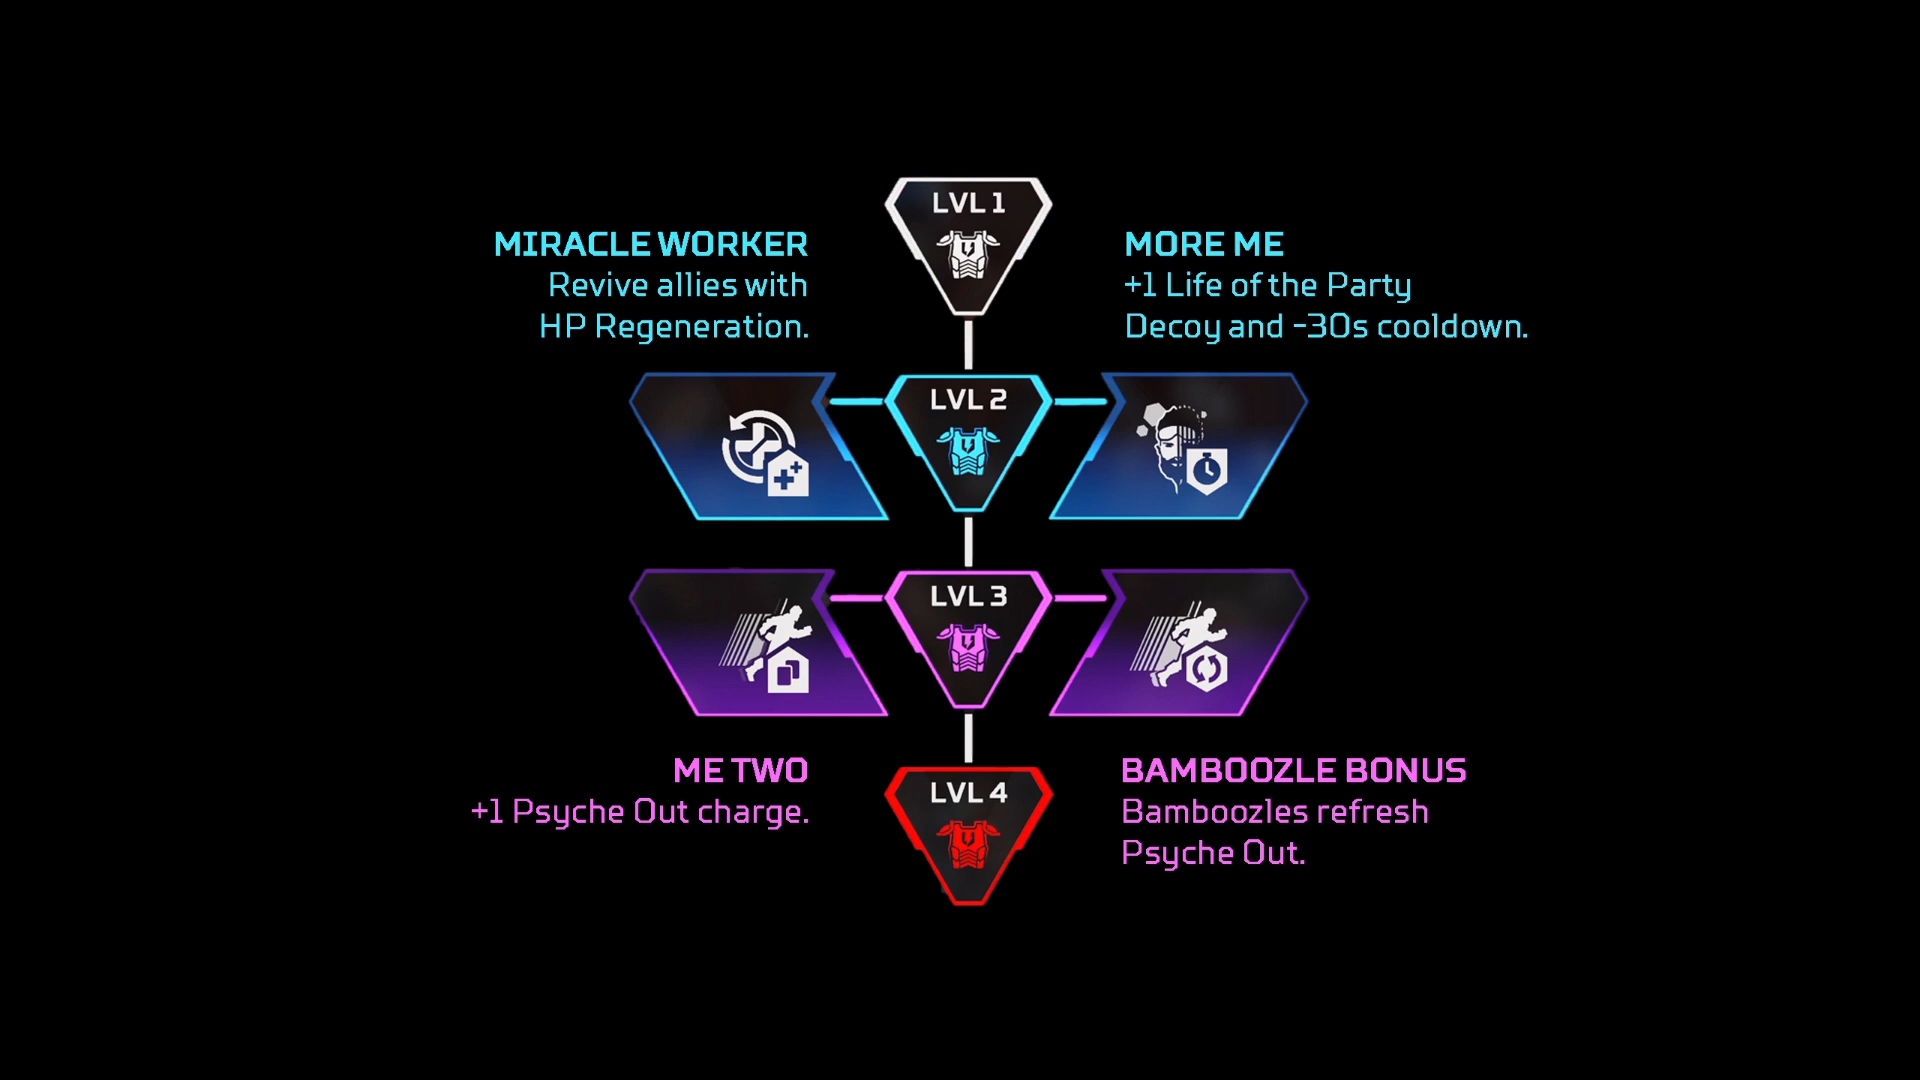 LVL 1
MIRACLE WORKER
Revive allies with
HP Regeneration.
MORE ME
+1 Life of the Party
Decoy and -30s cooldown.
LVL 2
LVL 3
ME TWO
+1 Psyche Out charge.
BAMBOOZLE BONUS
Bamboozles refresh
Psyche Out.
LVL 4